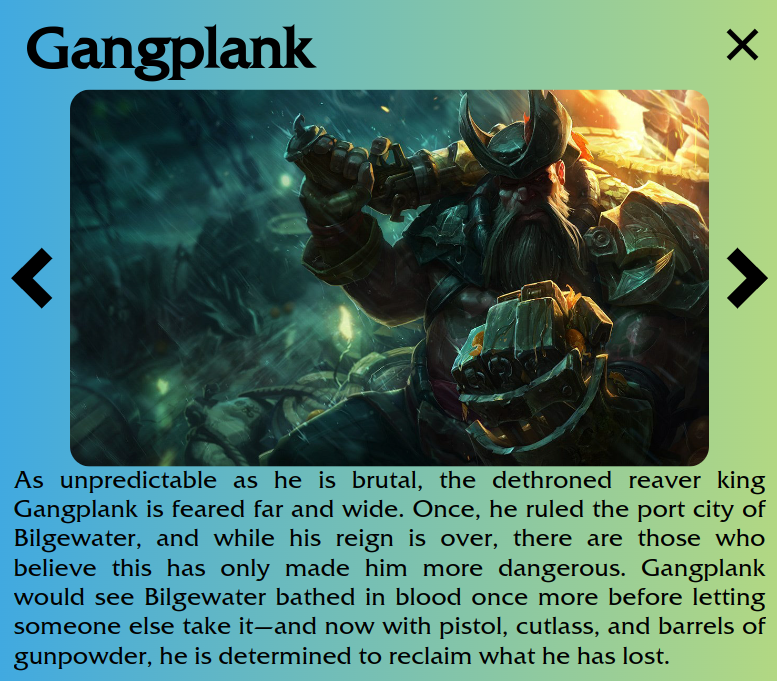 Gangplank
As unpredictable as he is brutal, the dethroned reaver king
Gangplank is feared far and wide. Once, he ruled the port city of
Bilgewater, and while his reign is over, there are those who
believe this has only made him more dangerous. Gangplank
would see Bilgewater bathed in blood once more before letting
someone else take it—and now with pistol, cutlass, and barrels of
gunpowder, he is determined to reclaim what he has lost.